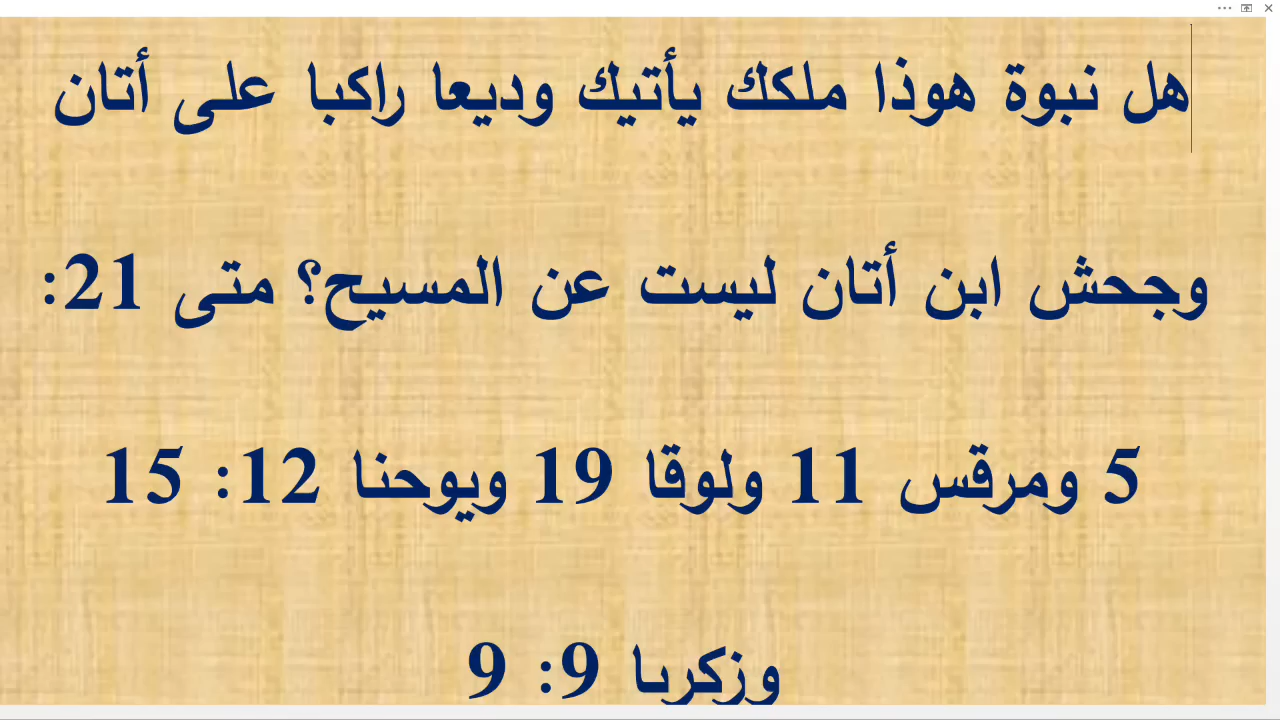 هل نبوة هوذا ملكك يأتيك وديعا راكبا على أتان
وجحش ابن أتان ليست عن المسيح؟ متى 21:
5 ومرقس 11 ولوقا 19 ويوحنا 12: 15
وزكريا 9: 9